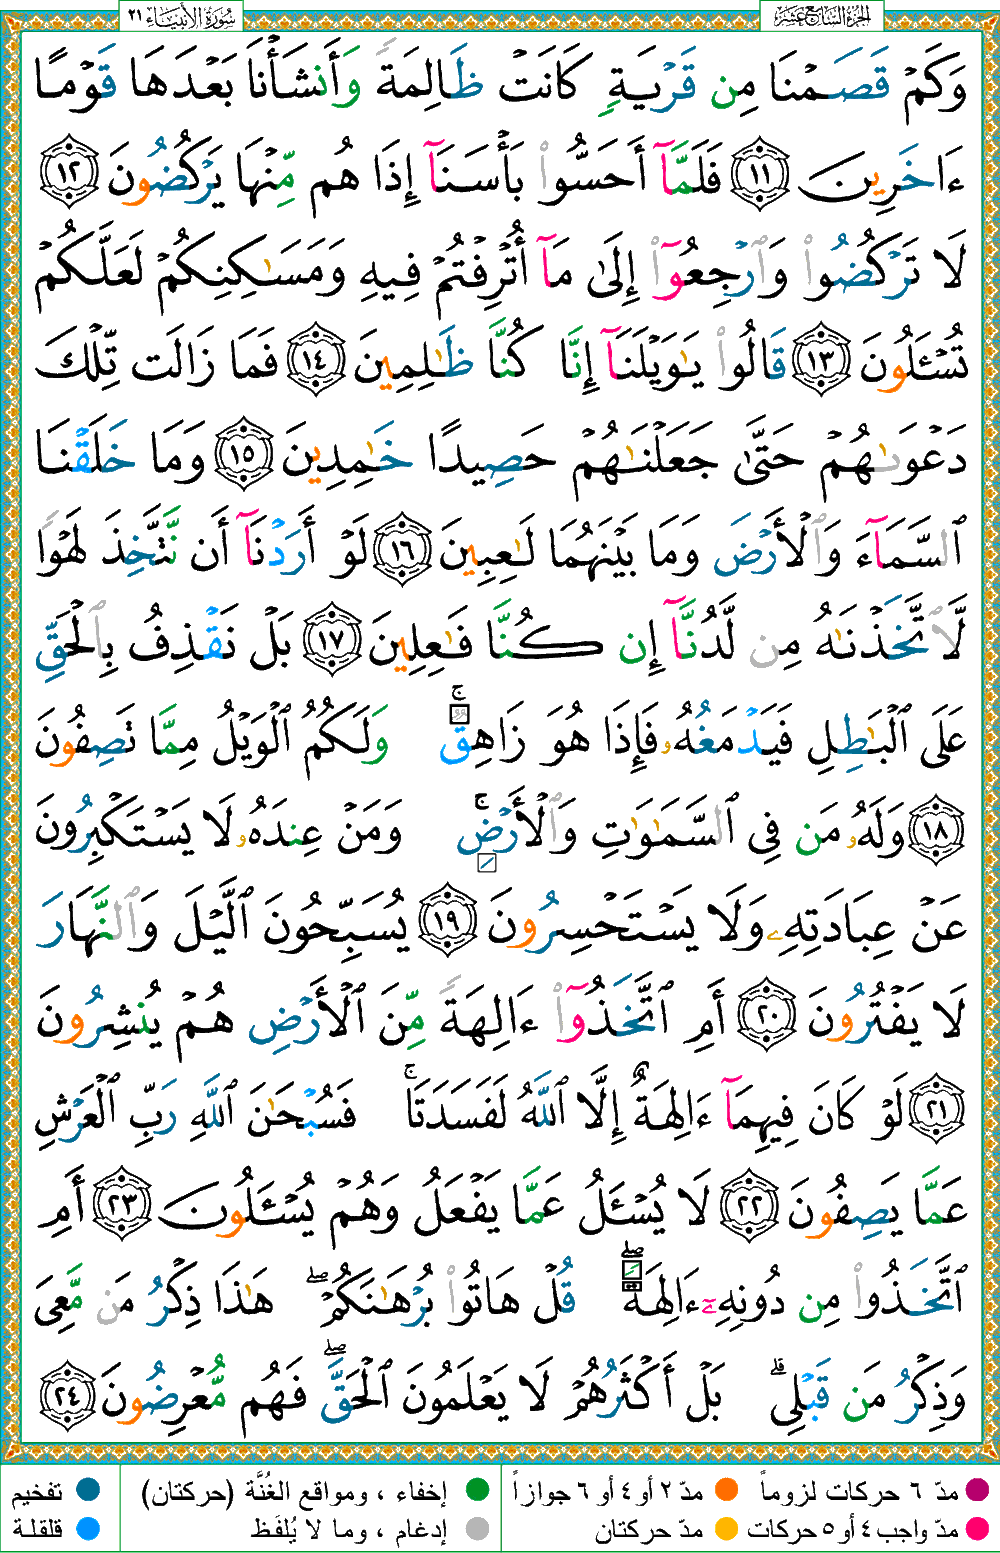 الجزء السابع عشر
سُورَةُ الأَنبِيَاءِ ٢١
وَكَمْ قَصَمْنَا مِن قَرْيَةٍ كَانَتْ ظَالِمَةً وَأَنشَأْنَا بَعْدَهَا قَوْمًا
ءَاخَرِينَ ١١ فَلَمَّآ أَحَسُّوا۟ بَأْسَنَآ إِذَا هُم مِّنْهَا يَرْكُضُونَ ١٢
لَا تَرْكُضُوا۟ وَٱرْجِعُوٓا۟ إِلَىٰ مَآ أُتْرِفْتُمْ فِيهِ وَمَسَـٰكِنِكُمْ لَعَلَّكُمْ
تُسْـَٔلُونَ ١٣ قَالُوا۟ يَـٰوَيْلَنَآ إِنَّا كُنَّا ظَـٰلِمِينَ ١٤ فَمَا زَالَت تِّلْكَ
دَعْوَىٰهُمْ حَتَّىٰ جَعَلْنَـٰهُمْ حَصِيدًا خَـٰمِدِينَ ١٥ وَمَا خَلَقْنَا
ٱلسَّمَآءَ وَٱلْأَرْضَ وَمَا بَيْنَهُمَا لَـٰعِبِينَ ١٦ لَوْ أَرَدْنَآ أَن نَّتَّخِذَ لَهْوًا
لَّٱتَّخَذْنَـٰهُ مِن لَّدُنَّآ إِن كُنَّا فَـٰعِلِينَ ١٧ بَلْ نَقْذِفُ بِٱلْحَقِّ
عَلَى ٱلْبَـٰطِلِ فَيَدْمَغُهُۥ فَإِذَا هُوَ زَاهِقٌ ۚ وَلَكُمُ ٱلْوَيْلُ مِمَّا تَصِفُونَ
١٨ وَلَهُۥ مَن فِى ٱلسَّمَـٰوَٰتِ وَٱلْأَرْضِ ۚ وَمَنْ عِندَهُۥ لَا يَسْتَكْبِرُونَ
عَنْ عِبَادَتِهِۦ وَلَا يَسْتَحْسِرُونَ ١٩ يُسَبِّحُونَ ٱلَّيْلَ وَٱلنَّهَارَ
لَا يَفْتُرُونَ ٢٠ أَمِ ٱتَّخَذُوٓا۟ ءَالِهَةً مِّنَ ٱلْأَرْضِ هُمْ يُنشِرُونَ
٢١ لَوْ كَانَ فِيهِمَآ ءَالِهَةٌ إِلَّا ٱللَّهُ لَفَسَدَتَا ۚ فَسُبْحَـٰنَ ٱللَّهِ رَبِّ ٱلْعَرْشِ
عَمَّا يَصِفُونَ ٢٢ لَا يُسْـَٔلُ عَمَّا يَفْعَلُ وَهُمْ يُسْـَٔلُونَ ٢٣ أَمِ
ٱتَّخَذُوا۟ مِن دُونِهِۦٓ ءَالِهَةً ۖ قُلْ هَاتُوا۟ بُرْهَـٰنَكُمْ ۖ هَـٰذَا ذِكْرُ مَن مَّعِىَ
وَذِكْرُ مَن قَبْلِى ۗ بَلْ أَكْثَرُهُمْ لَا يَعْلَمُونَ ٱلْحَقَّ ۖ فَهُم مُّعْرِضُونَ ٢٤
مدّ ٦ حركات لزوماً مدّ ٢ أو ٤ أو ٦ جوازاً إخفاء ، ومواقع الغُنَّة (حركتان) تفخيم
مدّ واجب ٤ أو ٥ حركات مدّ حركتان إدغام ، وما لا يُلفَظ قلقلة